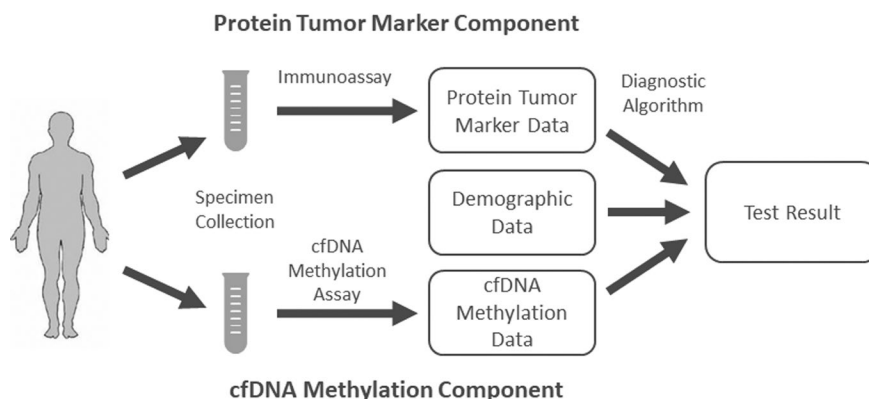 Protein Tumor Marker Component
Immunoassay
Protein Tumor
Marker Data
Diagnostic
Algorithm
Specimen
Collection
Demographic
Data
Test Result
cfDNA
Methylation
Assay
cfDNA
Methylation
Data
cfDNA Methylation Component